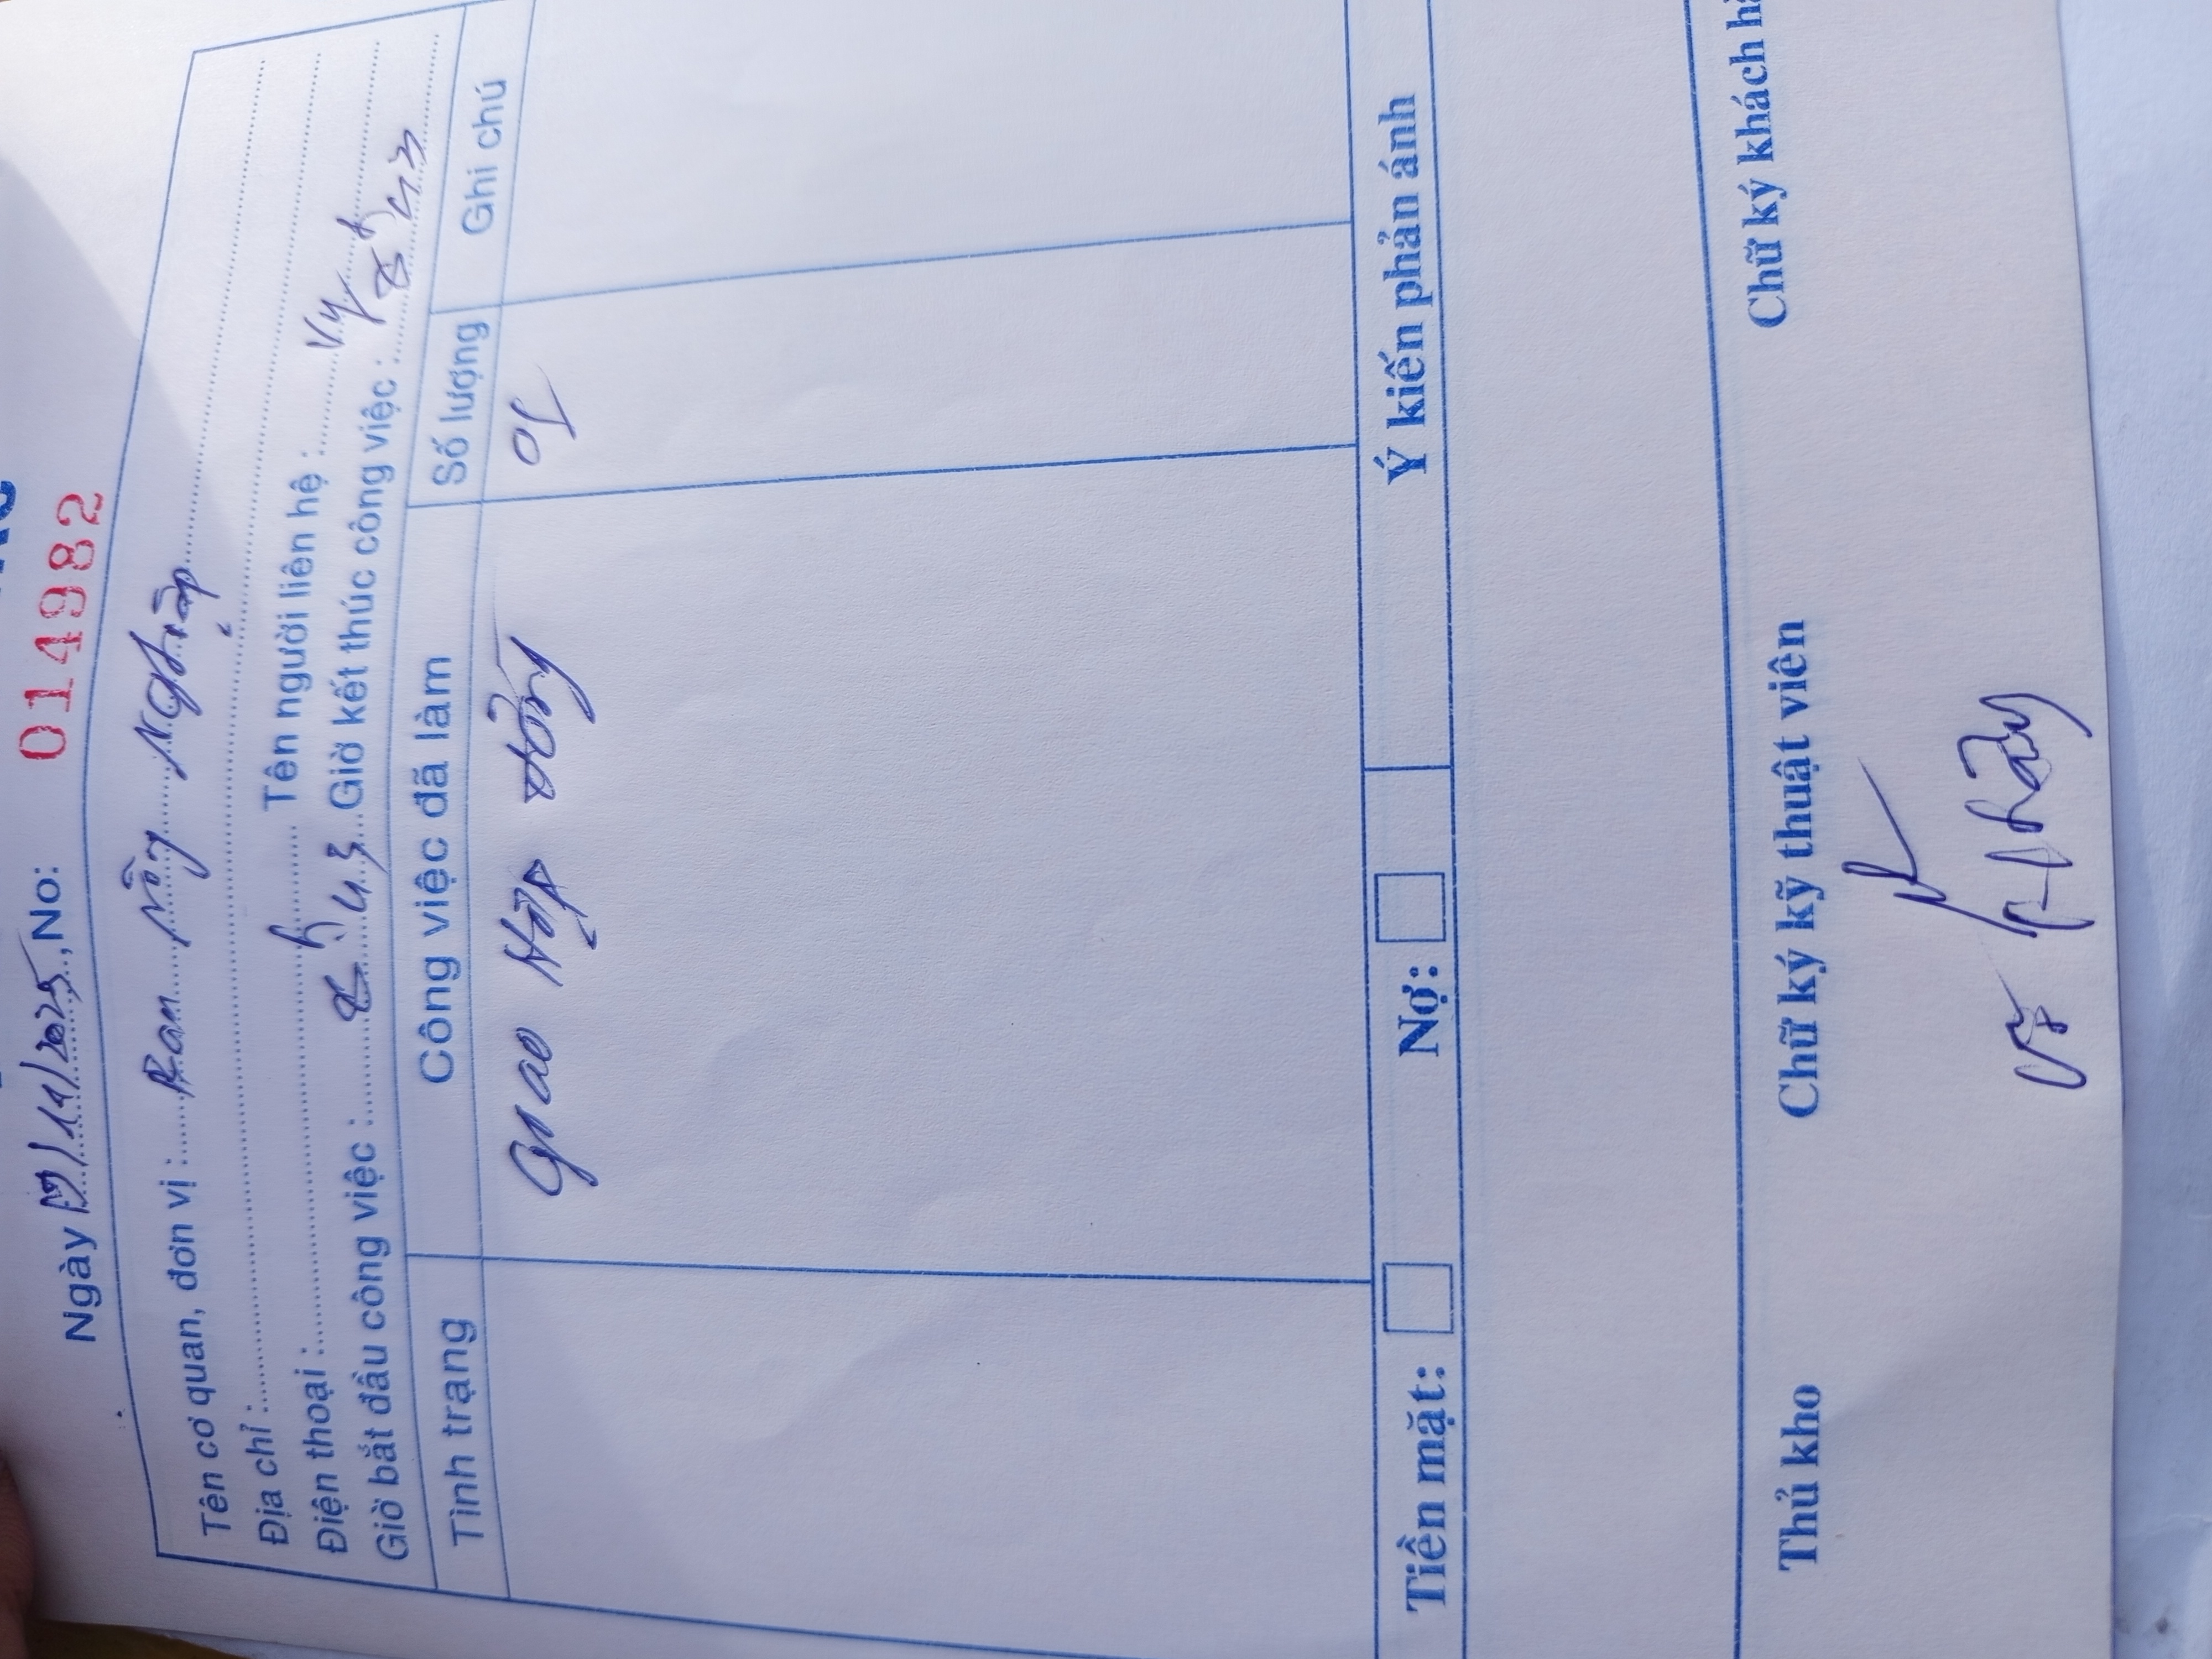 Ngày 19/11/2025, No: 014982
Tên cơ quan, đơn vị : Ban Nông Nghiệp
Địa chỉ :
Điện thoại : Tên người liên hệ : Vy
Giờ bắt đầu công việc : 8h43 Giờ kết thúc công việc : 8h47
Tình trạng Công việc đã làm Số lượng Ghi chú
Giao Hợp đồng 01
Tiền mặt: Nợ: Ý kiến phản ánh
Thủ kho Chữ ký kỹ thuật viên Chữ ký khách